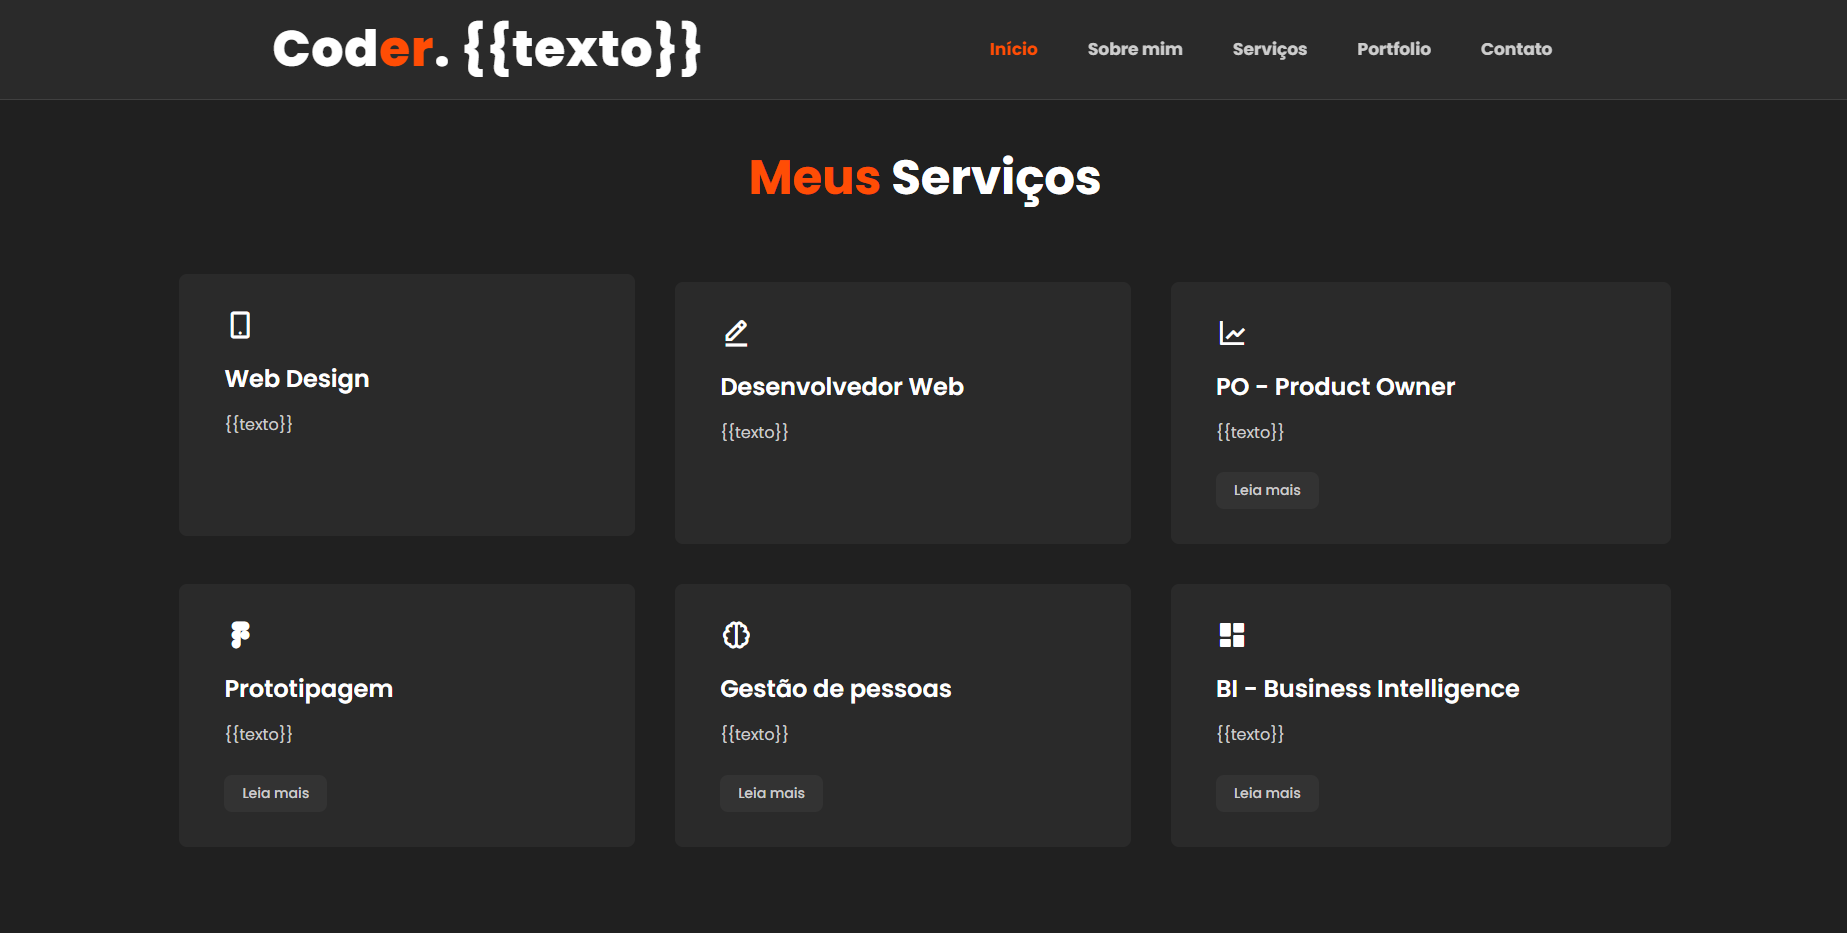 Coder. {{texto}}
Início Sobre mim Serviços Portfolio Contato
Meus Serviços
Web Design
{{texto}}
Desenvolvedor Web
{{texto}}
PO - Product Owner
{{texto}}
Leia mais
Prototipagem
{{texto}}
Leia mais
Gestão de pessoas
{{texto}}
Leia mais
BI - Business Intelligence
{{texto}}
Leia mais